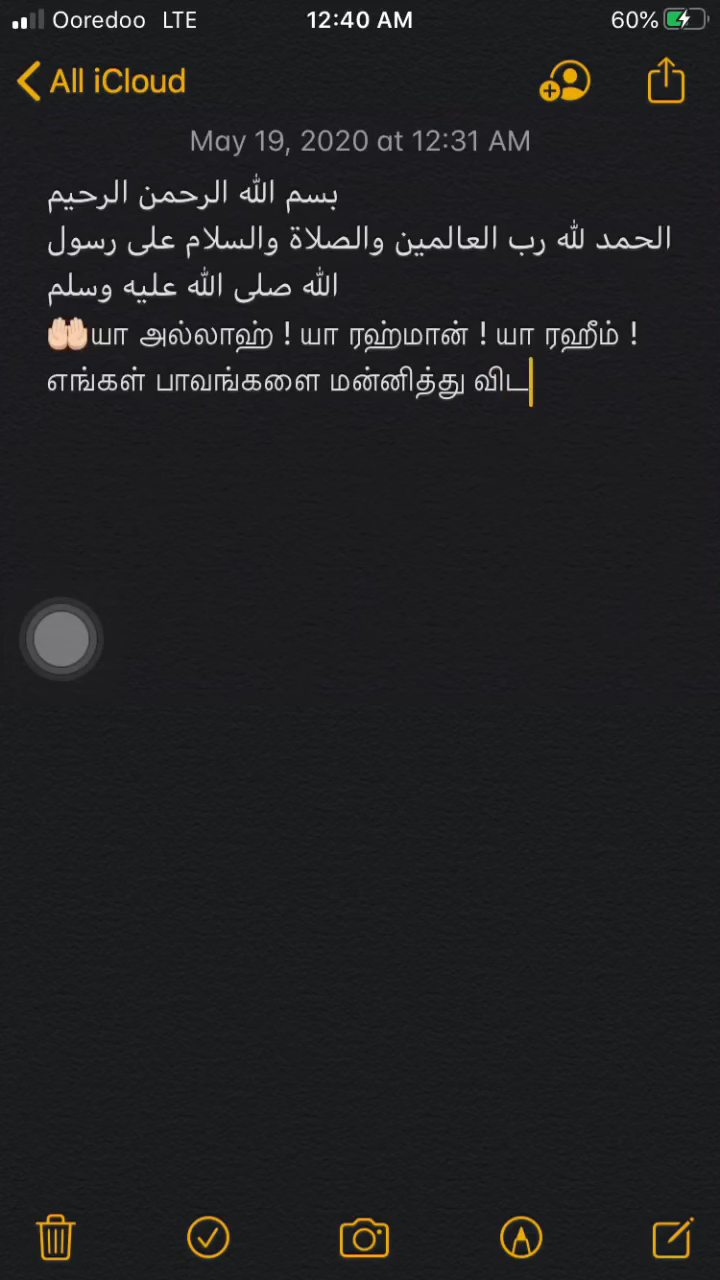 Ooredoo LTE 12:40 AM 60%
All iCloud
May 19, 2020 at 12:31 AM
بسم الله الرحمن الرحيم
الحمد لله رب العالمين والصلاة والسلام على رسول
الله صلى الله عليه وسلم
🤲🏻யா அல்லாஹ் ! யா ரஹ்மான் ! யா ரஹீம் !
எங்கள் பாவங்களை மன்னித்து விட